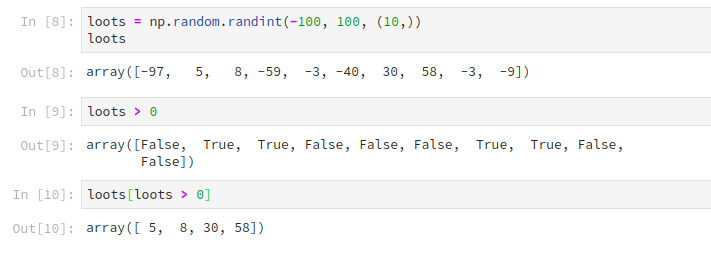 In [8]: loots = np.random.randint(-100, 100, (10,))
loots
Out[8]: array([-97,   5,   8, -59,  -3, -40,  30,  58,  -3,  -9])
In [9]: loots > 0
Out[9]: array([False,  True,  True, False, False, False,  True,  True, False,
False])
In [10]: loots[loots > 0]
Out[10]: array([ 5,  8, 30, 58])